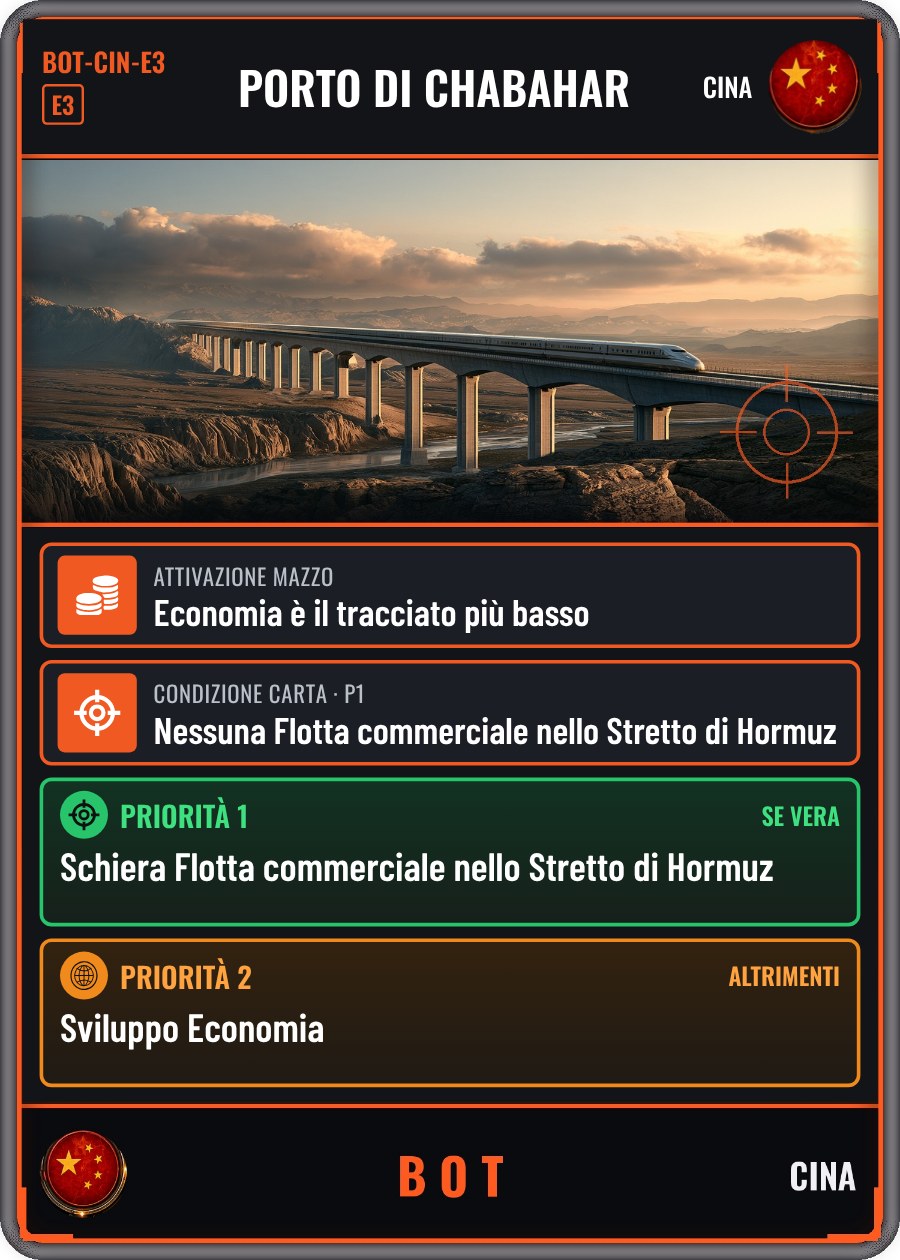 BOT-CIN-E3
E3
PORTO DI CHABAHAR
CINA
ATTIVAZIONE MAZZO
Economia è il tracciato più basso
CONDIZIONE CARTA · P1
Nessuna Flotta commerciale nello Stretto di Hormuz
PRIORITÀ 1
SE VERA
Schiera Flotta commerciale nello Stretto di Hormuz
PRIORITÀ 2
ALTRIMENTI
Sviluppo Economia
BOT
CINA